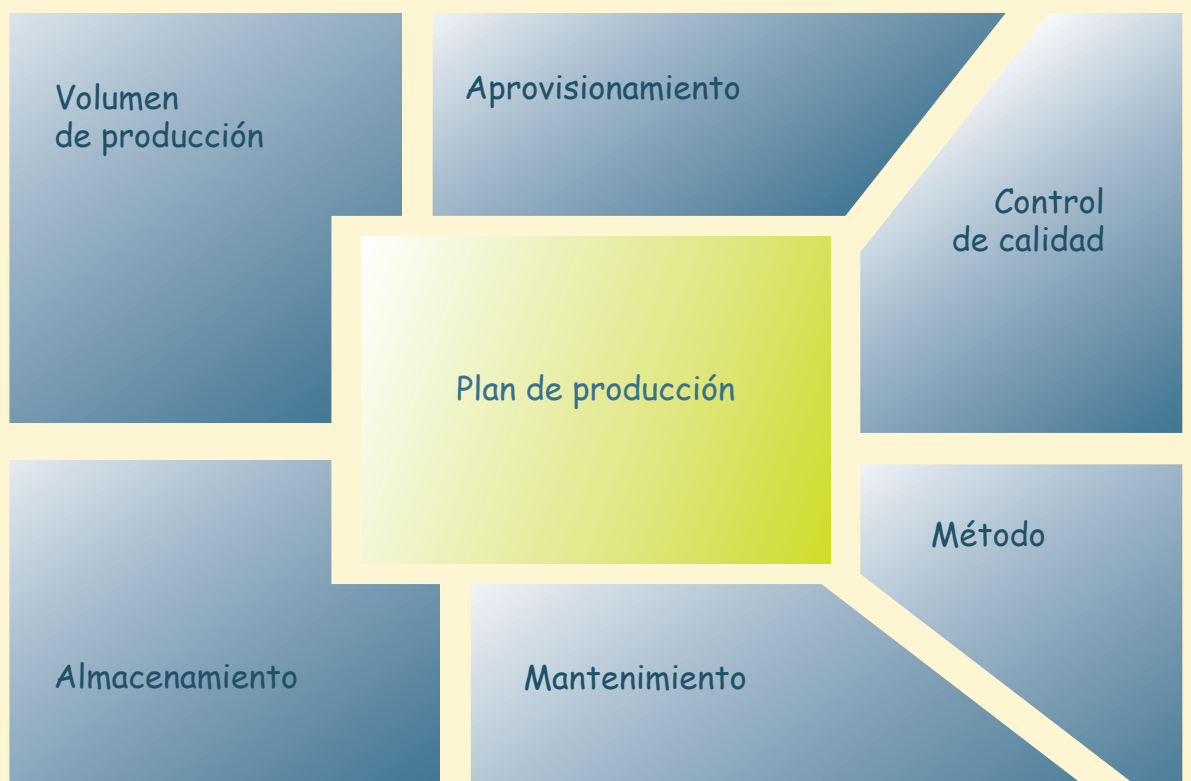 Volumen
de producción
Aprovisionamiento
Control
de calidad
Plan de producción
Método
Almacenamiento
Mantenimiento